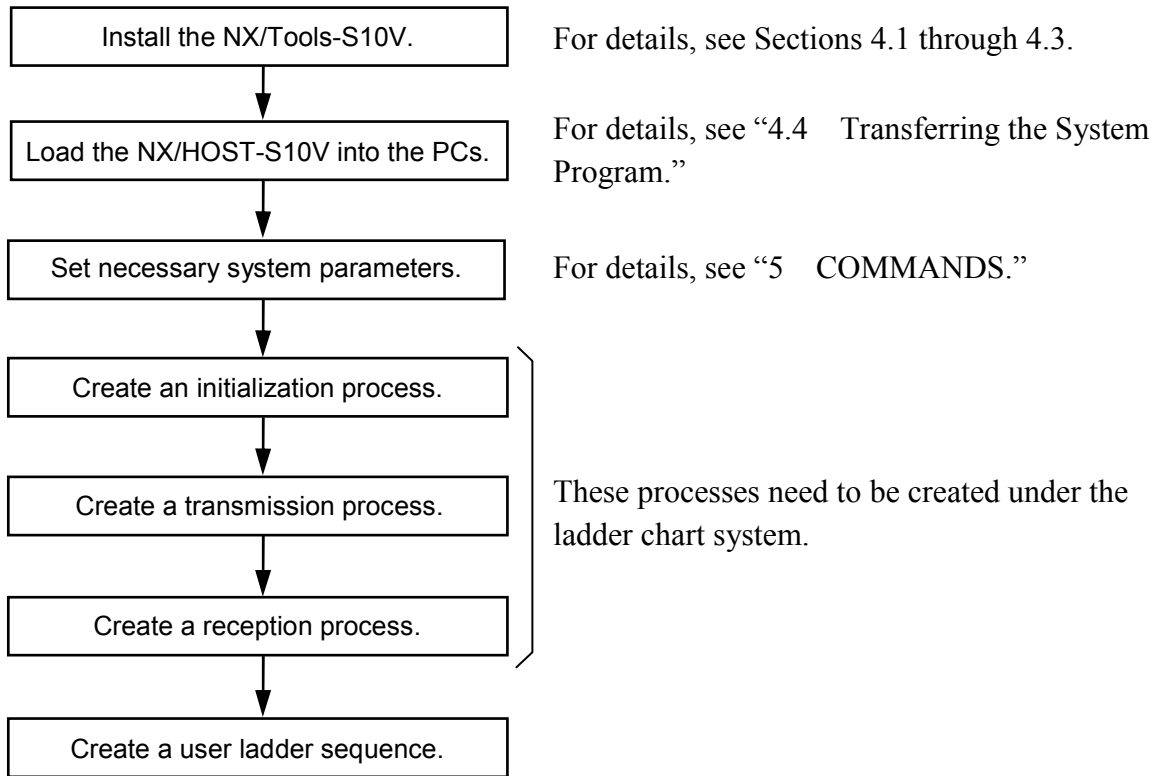 Install the NX/Tools-S10V.
For details, see Sections 4.1 through 4.3.
Load the NX/HOST-S10V into the PCs.
For details, see “4.4 Transferring the System
Program.”
Set necessary system parameters.
For details, see “5 COMMANDS.”
Create an initialization process.
Create a transmission process.
These processes need to be created under the
ladder chart system.
Create a reception process.
Create a user ladder sequence.